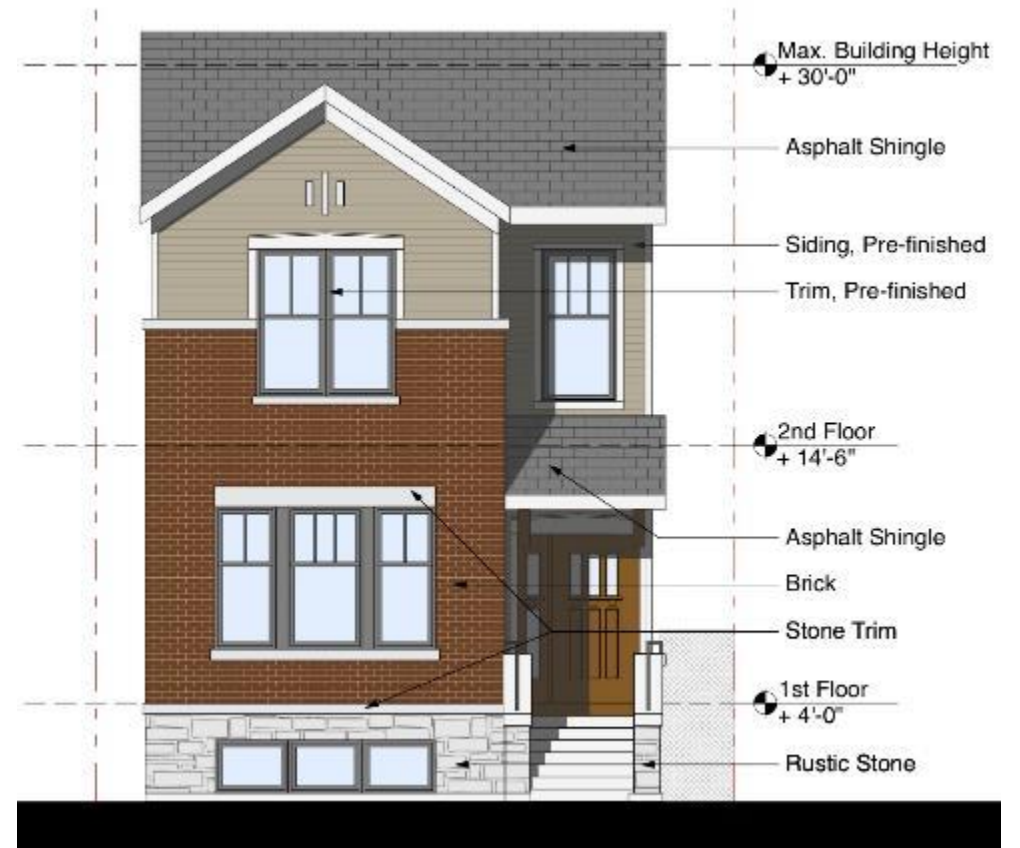 Max. Building Height
+ 30'-0"
Asphalt Shingle
Siding, Pre-finished
Trim, Pre-finished
2nd Floor
+ 14'-6"
Asphalt Shingle
Brick
Stone Trim
1st Floor
+ 4'-0"
Rustic Stone